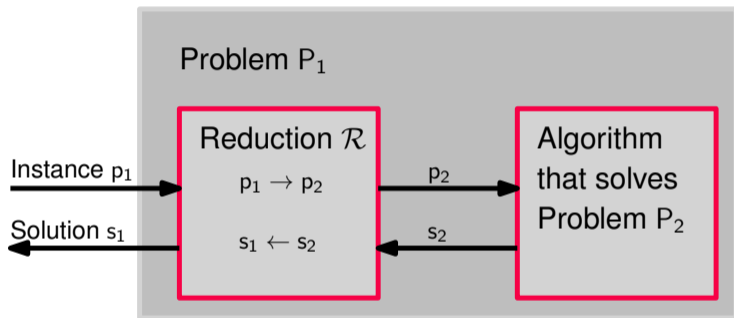 Problem P₁
Reduction ℛ
Algorithm
that solves
Problem P₂
Instance p₁
p₁ → p₂
p₂
Solution s₁
s₁ ← s₂
s₂